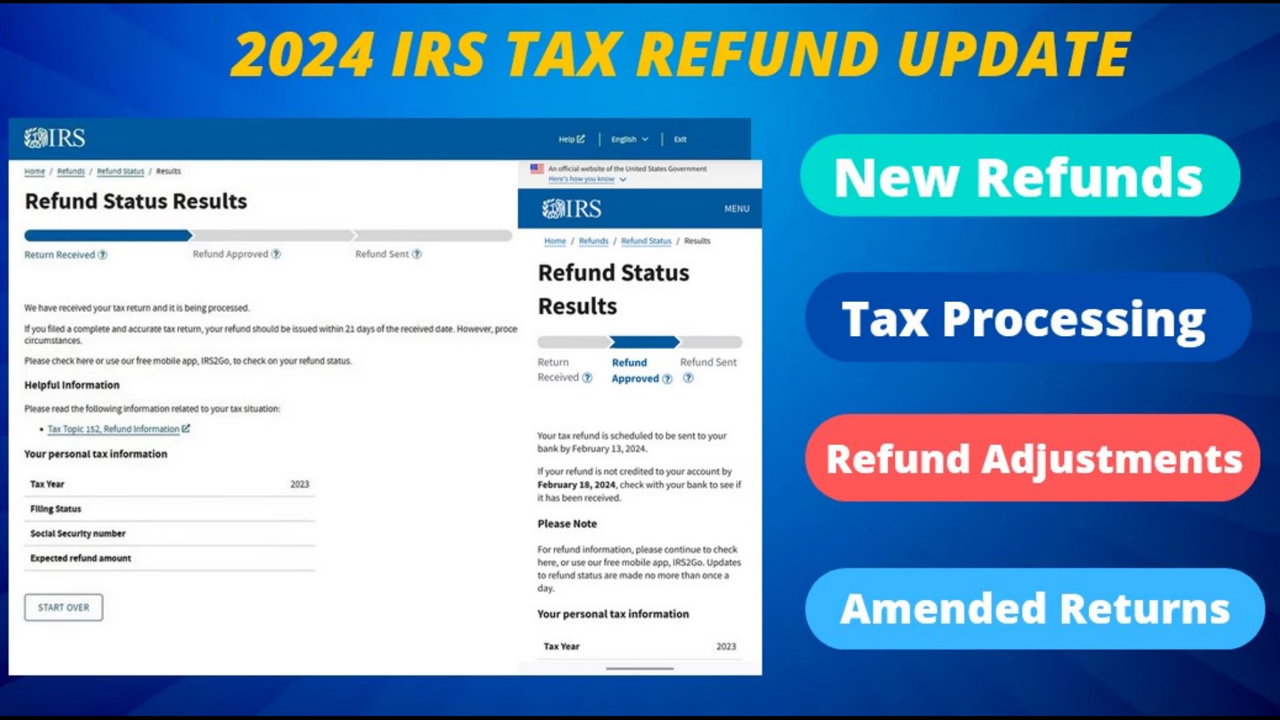 2024 IRS TAX REFUND UPDATE
IRS
Help
English
Exit
Home / Refunds / Refund Status / Results
Refund Status Results
Return Received
Refund Approved
Refund Sent
We have received your tax return and it is being processed.
If you filed a complete and accurate tax return, your refund should be issued within 21 days of the received date. However, proce
circumstances.
Please check here or use our free mobile app, IRS2Go, to check on your refund status.
Helpful Information
Please read the following information related to your tax situation:
• Tax Topic 152, Refund Information
Your personal tax information
Tax Year 2023
Filing Status
Social Security number
Expected refund amount
START OVER
An official website of the United States Government
Here's how you know
IRS
MENU
Home / Refunds / Refund Status / Results
Refund Status
Results
Return
Received
Refund
Approved
Refund Sent
Your tax refund is scheduled to be sent to your
bank by February 13, 2024.
If your refund is not credited to your account by
February 18, 2024, check with your bank to see if
it has been received.
Please Note
For refund information, please continue to check
here, or use our free mobile app, IRS2Go. Updates
to refund status are made no more than once a
day.
Your personal tax information
Tax Year 2023
New Refunds
Tax Processing
Refund Adjustments
Amended Returns